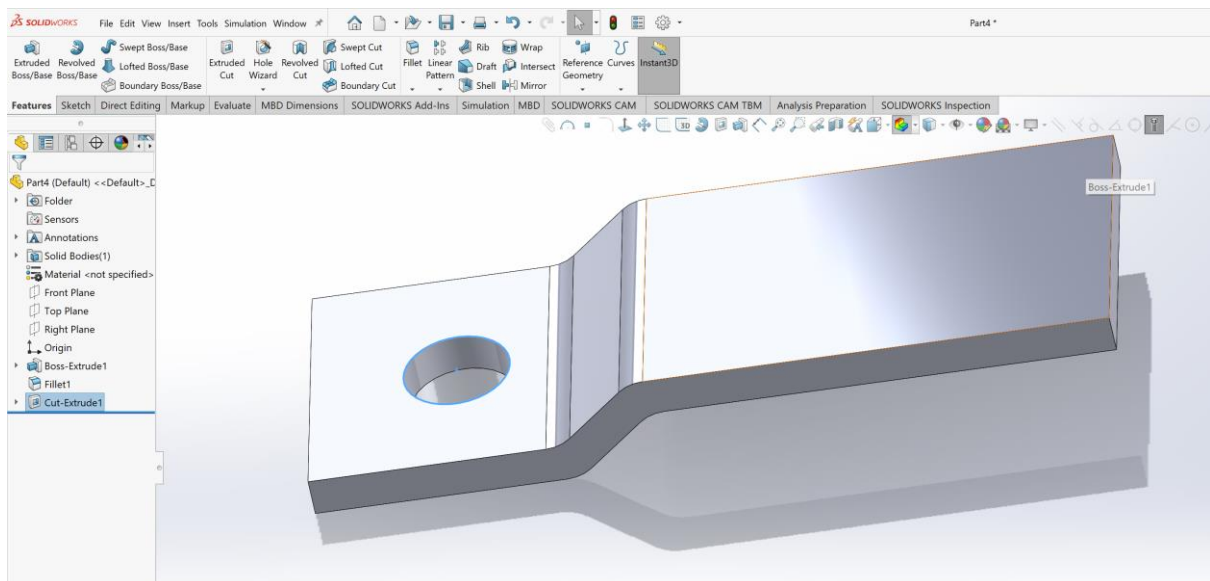 SOLIDWORKS File Edit View Insert Tools Simulation Window Part4 *
Extruded Boss/Base
Revolved Boss/Base
Swept Boss/Base
Lofted Boss/Base
Boundary Boss/Base
Extruded Cut
Hole Wizard
Revolved Cut
Swept Cut
Lofted Cut
Boundary Cut
Fillet
Linear Pattern
Rib
Draft
Shell
Wrap
Intersect
Mirror
Reference Geometry
Curves
Instant3D
Features Sketch Direct Editing Markup Evaluate MBD Dimensions SOLIDWORKS Add-Ins Simulation MBD SOLIDWORKS CAM SOLIDWORKS CAM TBM Analysis Preparation SOLIDWORKS Inspection
3D
Part4 (Default) <<Default>_D
Folder
Sensors
Annotations
Solid Bodies(1)
Material <not specified>
Front Plane
Top Plane
Right Plane
Origin
Boss-Extrude1
Fillet1
Cut-Extrude1
Boss-Extrude1